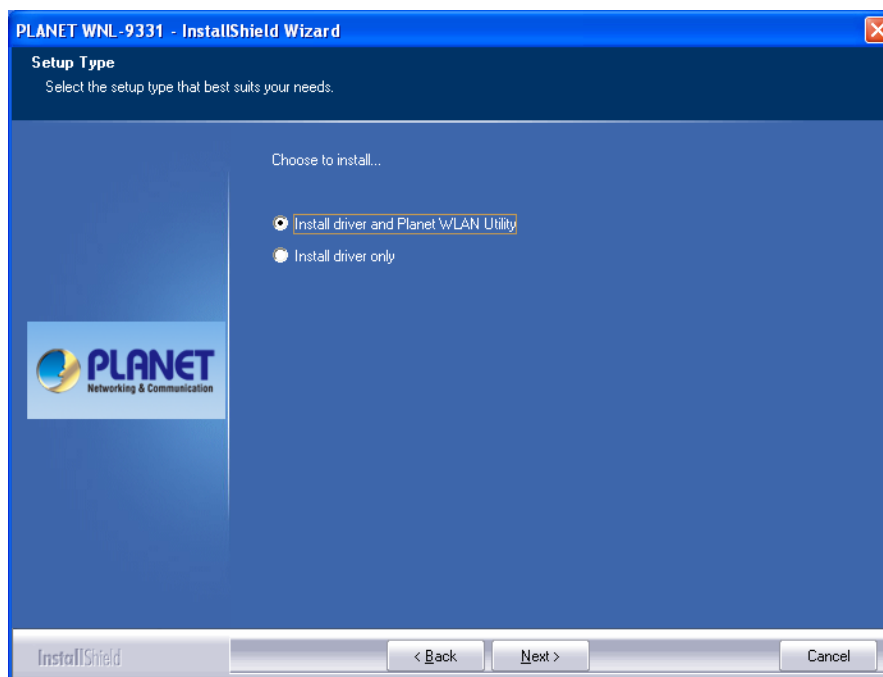 PLANET WNL-9331 - InstallShield Wizard
Setup Type
Select the setup type that best suits your needs.
Choose to install...
Install driver and Planet WLAN Utility
Install driver only
PLANET
Networking & Communication
InstallShield
< Back
Next >
Cancel